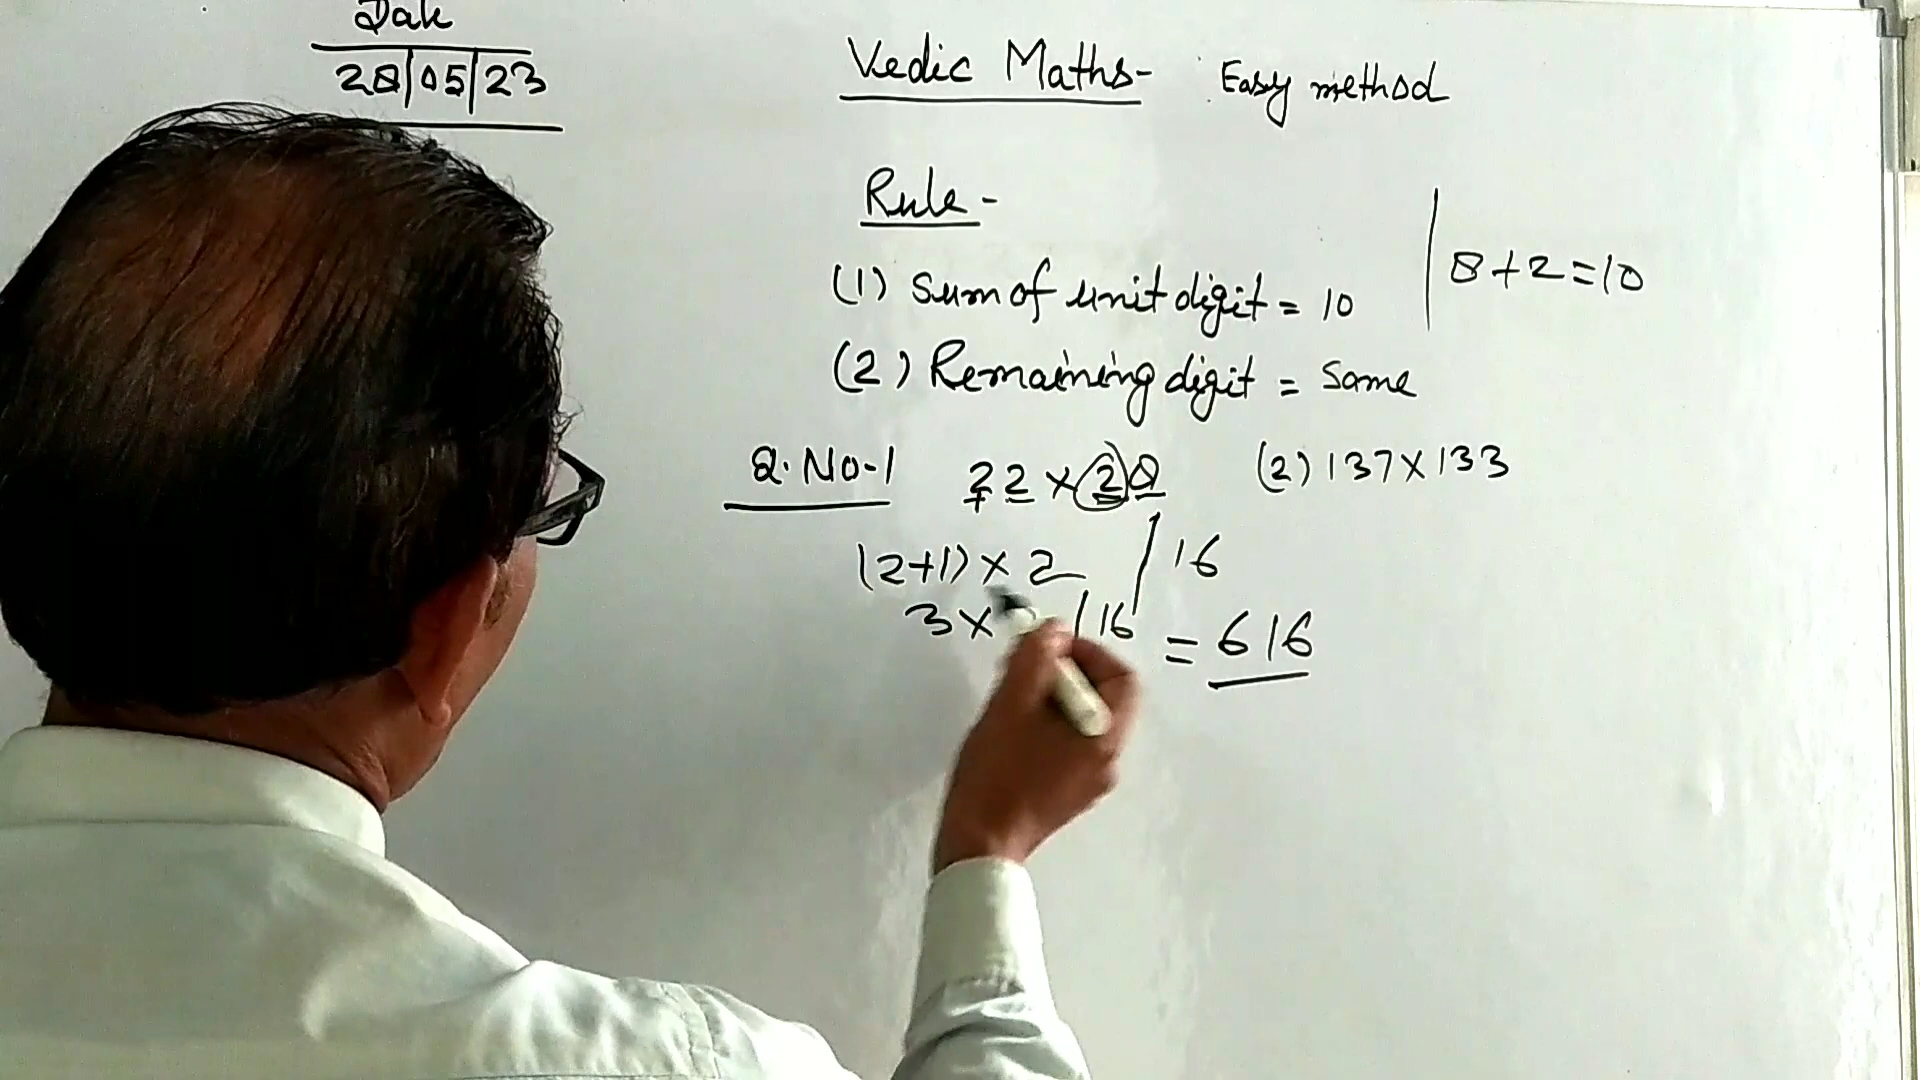 Date
28|05|23
Vedic Maths- Easy method
Rule-
(1) Sum of unit digit = 10 | 8+2=10
(2) Remaining digit = Same
Q.No-1 22×28 (2) 137×133
(2+1)×2 / 16
3× /16 = 616